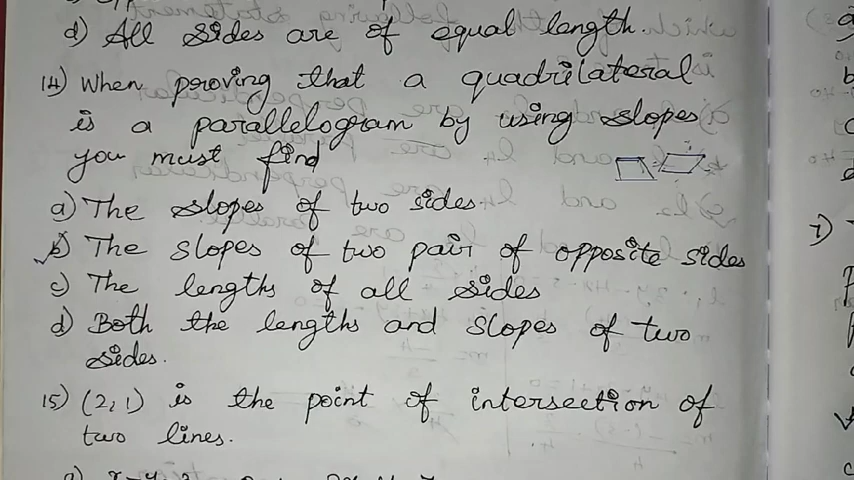 d) All sides are of equal length.
14) When proving that a quadrilateral
is a parallelogram by using slopes
you must find
a) The slopes of two sides
b) The slopes of two pair of opposite sides
c) The lengths of all sides
d) Both the lengths and slopes of two
sides.
15) (2,1) is the point of intersection of
two lines.